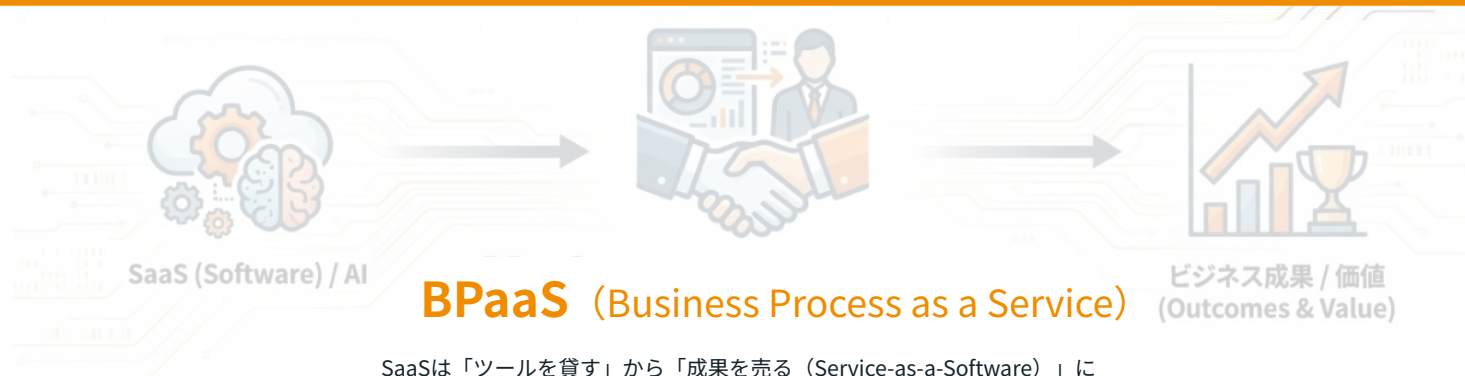 SaaS (Software) / AI
BPaaS（Business Process as a Service）
ビジネス成果 / 価値
(Outcomes & Value)
SaaSは「ツールを貸す」から「成果を売る（Service-as-a-Software）」に